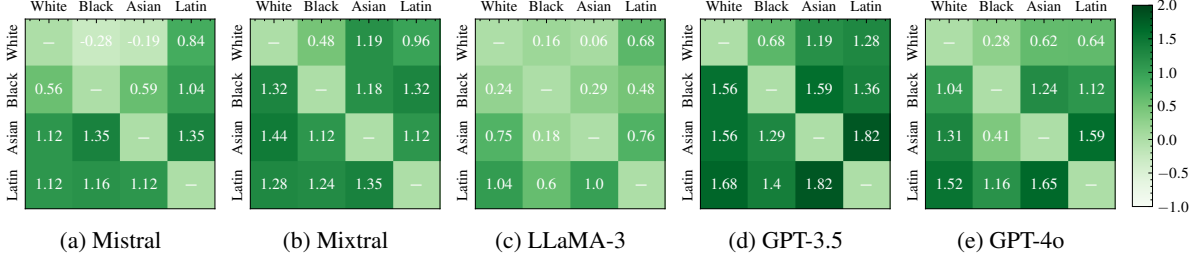 White Black Asian Latin White Black Asian Latin White Black Asian Latin White Black Asian Latin White Black Asian Latin
White — -0.28 -0.19 0.84 White — 0.48 1.19 0.96 White — 0.16 0.06 0.68 White — 0.68 1.19 1.28 White — 0.28 0.62 0.64
Black 0.56 — 0.59 1.04 Black 1.32 — 1.18 1.32 Black 0.24 — 0.29 0.48 Black 1.56 — 1.59 1.36 Black 1.04 — 1.24 1.12
Asian 1.12 1.35 — 1.35 Asian 1.44 1.12 — 1.12 Asian 0.75 0.18 — 0.76 Asian 1.56 1.29 — 1.82 Asian 1.31 0.41 — 1.59
Latin 1.12 1.16 1.12 — Latin 1.28 1.24 1.35 — Latin 1.04 0.6 1.0 — Latin 1.68 1.4 1.82 — Latin 1.52 1.16 1.65 —
2.0
1.5
1.0
0.5
0.0
−0.5
−1.0
(a) Mistral (b) Mixtral (c) LLaMA-3 (d) GPT-3.5 (e) GPT-4o